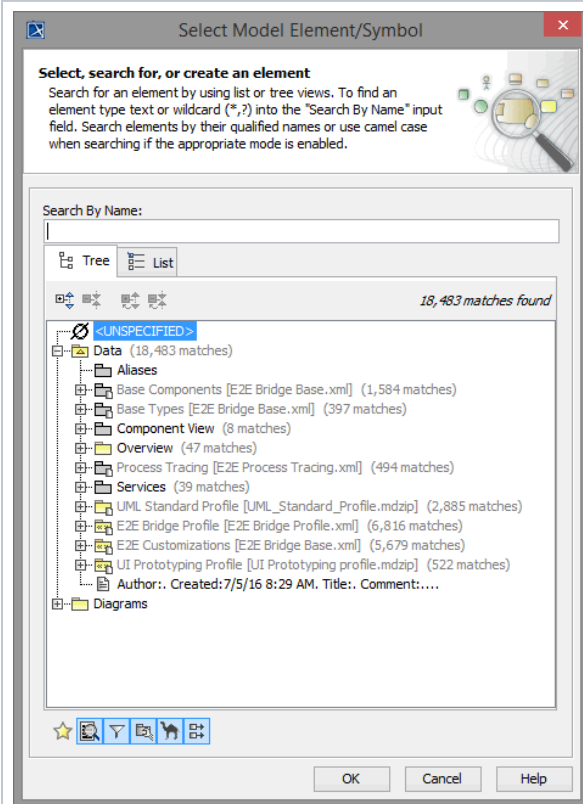 Select Model Element/Symbol
Select, search for, or create an element
Search for an element by using list or tree views. To find an
element type text or wildcard (*,?) into the "Search By Name" input
field. Search elements by their qualified names or use camel case
when searching if the appropriate mode is enabled.
Search By Name:
Tree
List
18,483 matches found
<UNSPECIFIED>
Data (18,483 matches)
Aliases
Base Components [E2E Bridge Base.xml] (1,584 matches)
Base Types [E2E Bridge Base.xml] (397 matches)
Component View (8 matches)
Overview (47 matches)
Process Tracing [E2E Process Tracing.xml] (494 matches)
Services (39 matches)
UML Standard Profile [UML_Standard_Profile.mdzip] (2,885 matches)
E2E Bridge Profile [E2E Bridge Profile.xml] (6,816 matches)
E2E Customizations [E2E Bridge Base.xml] (5,679 matches)
UI Prototyping Profile [UI Prototyping profile.mdzip] (522 matches)
Author:. Created:7/5/16 8:29 AM. Title:. Comment:....
Diagrams
OK
Cancel
Help